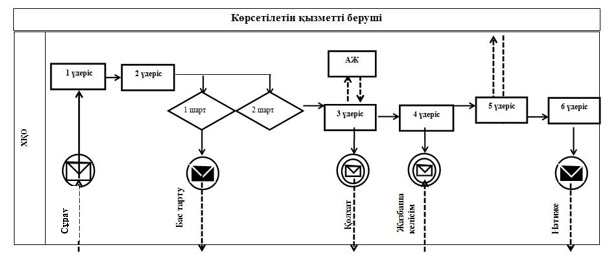 Көрсетілетін қызметті беруші
ХҚО
1 үдеріс
2 үдеріс
1 шарт
2 шарт
АЖ
3 үдеріс
4 үдеріс
5 үдеріс
6 үдеріс
Сұрау
Бас тарту
Қолхат
Жазбаша
келісім
Нәтиже